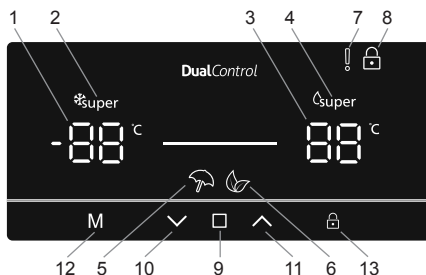 1 2 3 4 7 8
DualControl
super super
-88 °C 88 °C
M
12 5 10 9 11 6 13